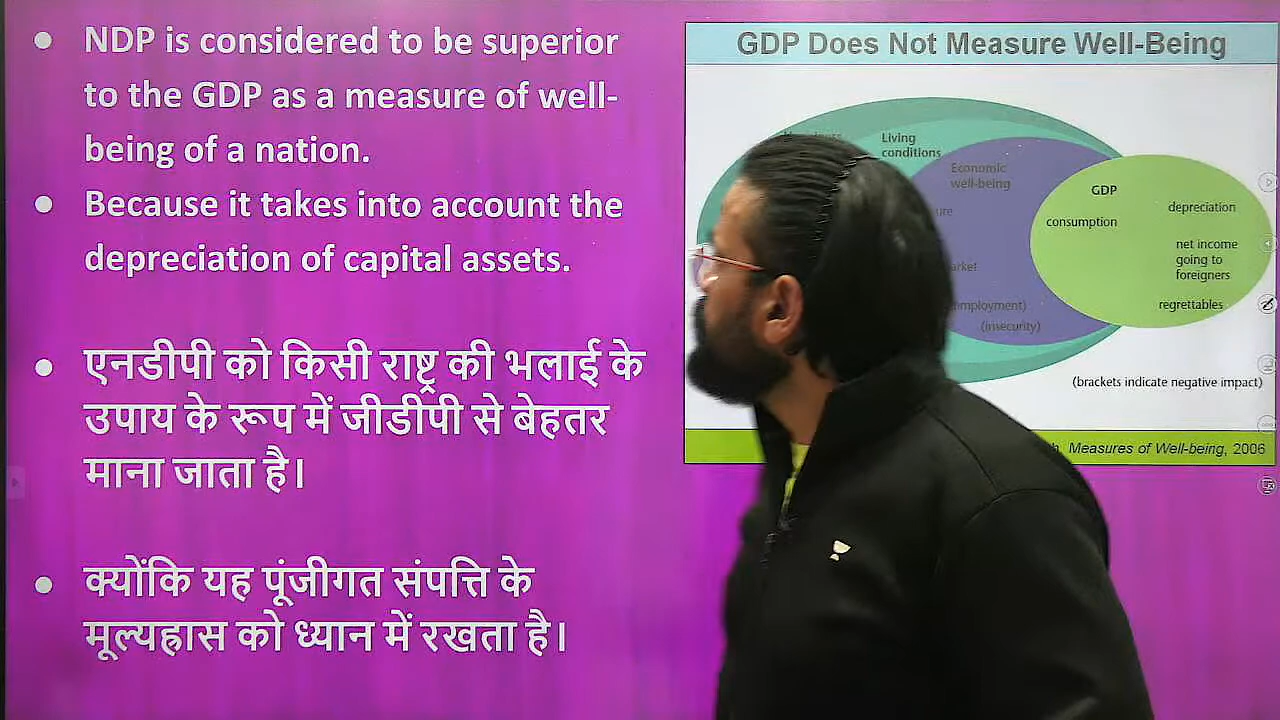 NDP is considered to be superior
to the GDP as a measure of well-
being of a nation.
Because it takes into account the
depreciation of capital assets.
एनडीपी को किसी राष्ट्र की भलाई के
उपाय के रूप में जीडीपी से बेहतर
माना जाता है।
क्योंकि यह पूंजीगत संपत्ति के
मूल्यह्रास को ध्यान में रखता है।
GDP Does Not Measure Well-Being
Living
conditions
Economic
well-being
GDP
consumption
depreciation
net income
going to
foreigners
regrettables
(insecurity)
(brackets indicate negative impact)
Measures of Well-being, 2006